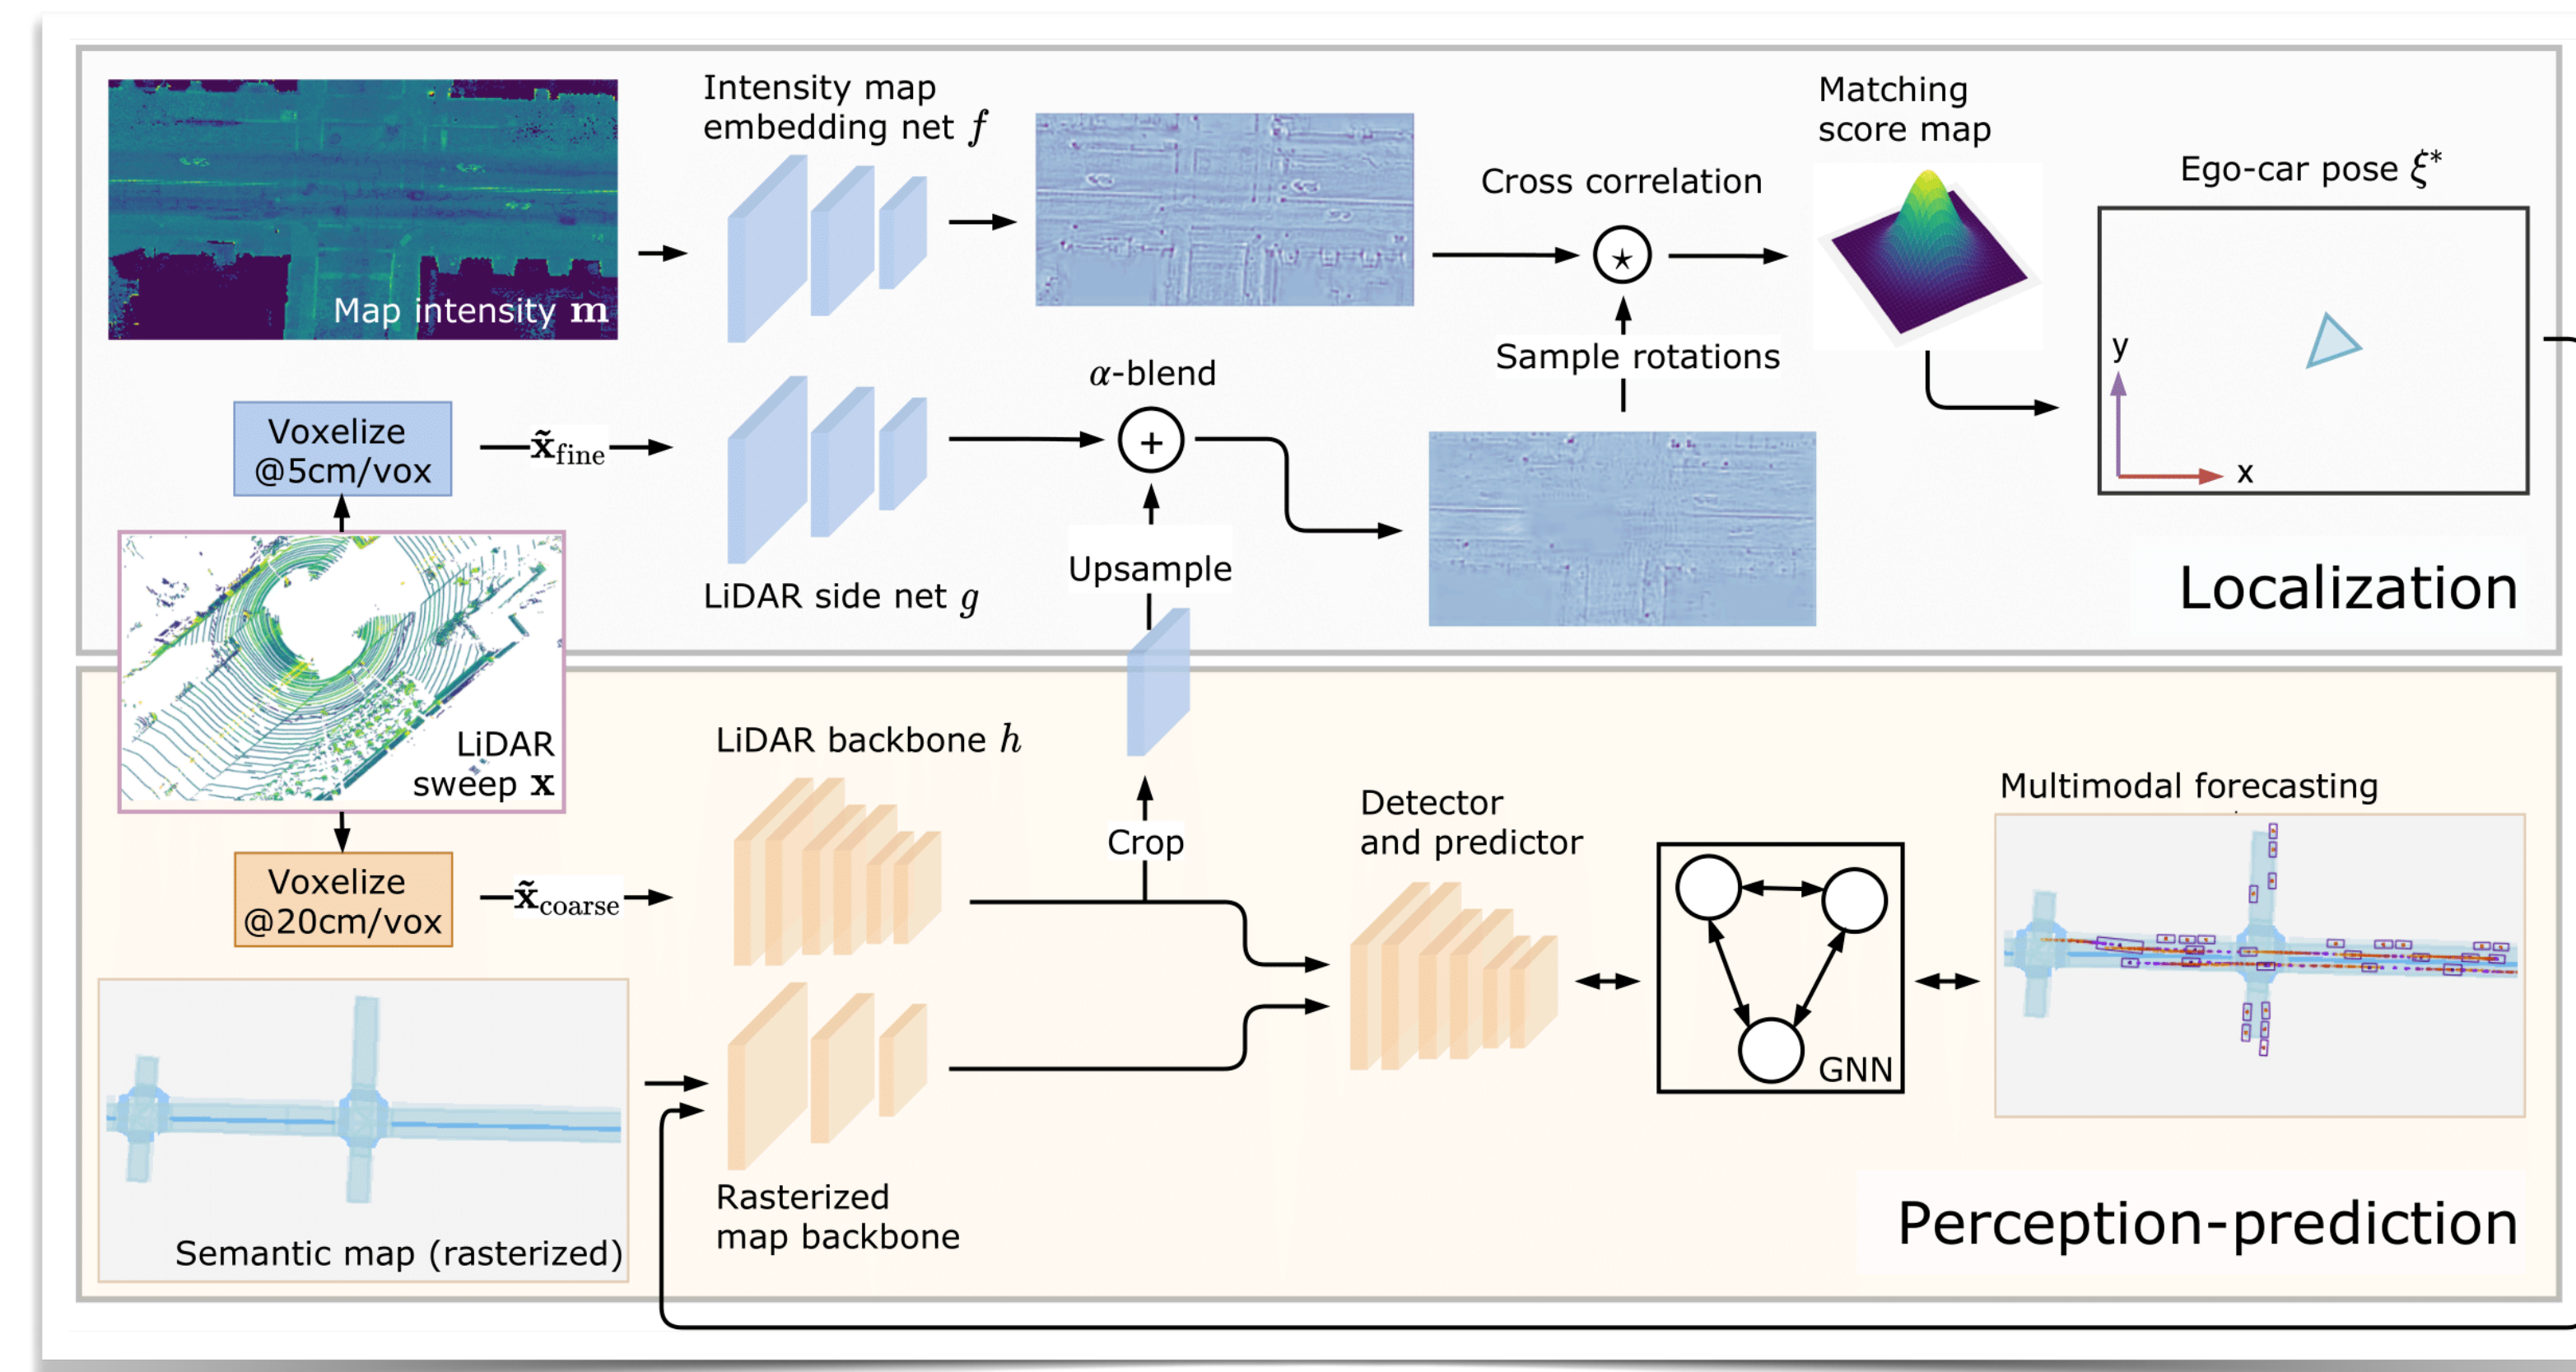 Intensity map
embedding net f
Map intensity m
Matching
score map
Cross correlation
⋆
Ego-car pose ξ*
y
x
Sample rotations
α-blend
+
Voxelize
@5cm/vox
x̃fine
LiDAR side net g
Upsample
Localization
LiDAR
sweep x
LiDAR backbone h
Crop
Voxelize
@20cm/vox
x̃coarse
Detector
and predictor
GNN
Multimodal forecasting
Semantic map (rasterized)
Rasterized
map backbone
Perception-prediction